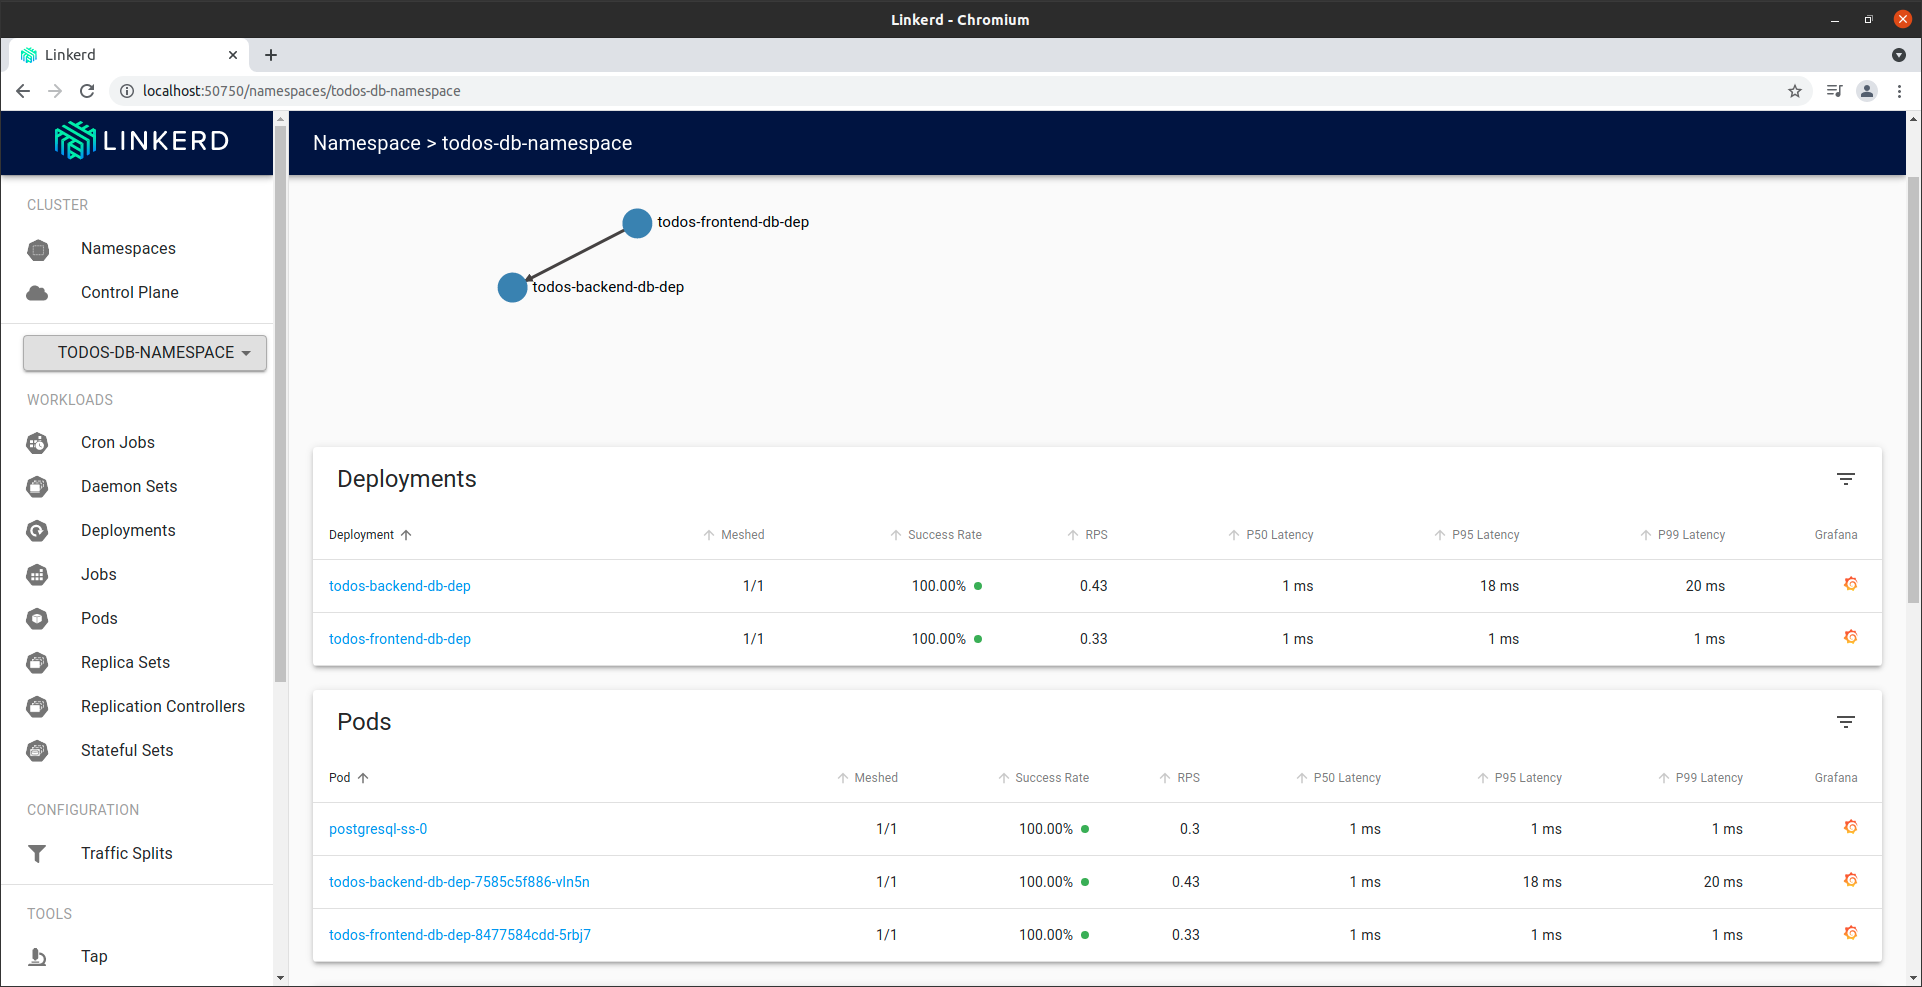 Linkerd - Chromium
Linkerd
localhost:50750/namespaces/todos-db-namespace
LINKERD
Namespace > todos-db-namespace
CLUSTER
Namespaces
Control Plane
TODOS-DB-NAMESPACE
WORKLOADS
Cron Jobs
Daemon Sets
Deployments
Jobs
Pods
Replica Sets
Replication Controllers
Stateful Sets
CONFIGURATION
Traffic Splits
TOOLS
Tap
todos-frontend-db-dep
todos-backend-db-dep
Deployments
Deployment Meshed Success Rate RPS P50 Latency P95 Latency P99 Latency Grafana
todos-backend-db-dep 1/1 100.00% 0.43 1 ms 18 ms 20 ms
todos-frontend-db-dep 1/1 100.00% 0.33 1 ms 1 ms 1 ms
Pods
Pod Meshed Success Rate RPS P50 Latency P95 Latency P99 Latency Grafana
postgresql-ss-0 1/1 100.00% 0.3 1 ms 1 ms 1 ms
todos-backend-db-dep-7585c5f886-vln5n 1/1 100.00% 0.43 1 ms 18 ms 20 ms
todos-frontend-db-dep-8477584cdd-5rbj7 1/1 100.00% 0.33 1 ms 1 ms 1 ms